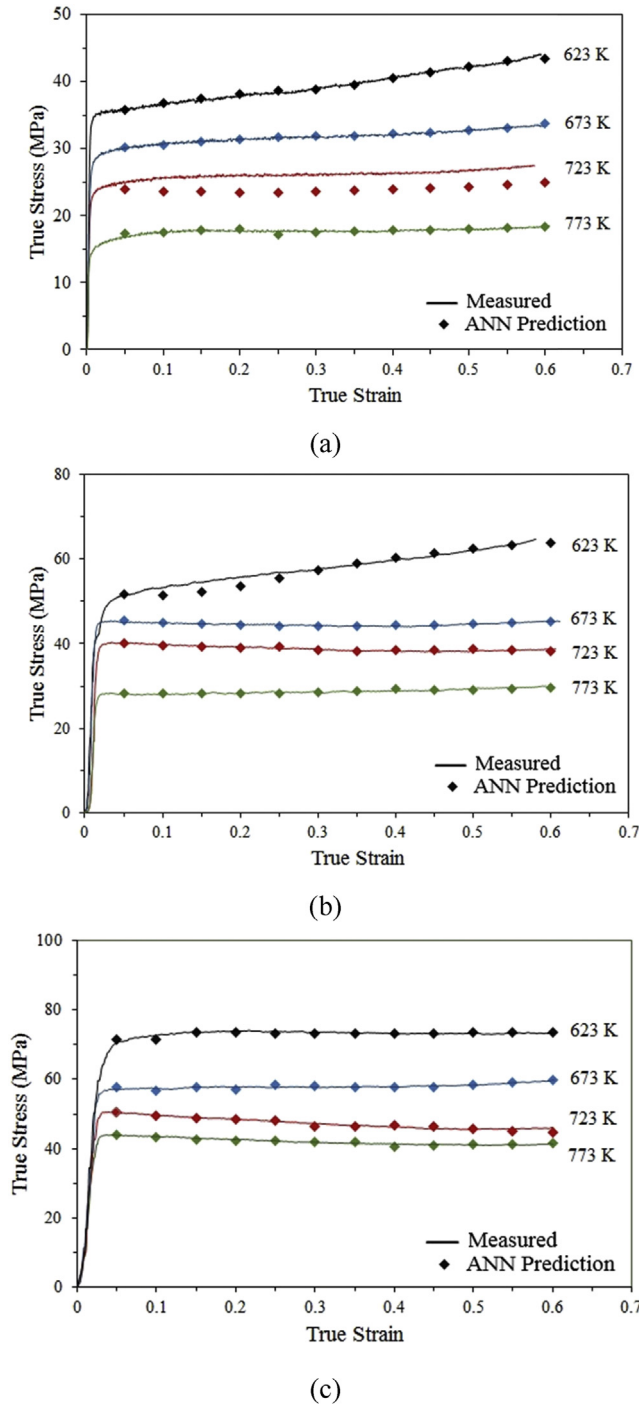 50
40
30
20
10
0
0
0.1
0.2
0.3
0.4
0.5
0.6
0.7
True Stress (MPa)
True Strain
623 K
673 K
723 K
773 K
Measured
ANN Prediction
(a)
80
60
40
20
0
0
0.1
0.2
0.3
0.4
0.5
0.6
0.7
True Stress (MPa)
True Strain
623 K
673 K
723 K
773 K
Measured
ANN Prediction
(b)
100
80
60
40
20
0
0
0.1
0.2
0.3
0.4
0.5
0.6
0.7
True Stress (MPa)
True Strain
623 K
673 K
723 K
773 K
Measured
ANN Prediction
(c)